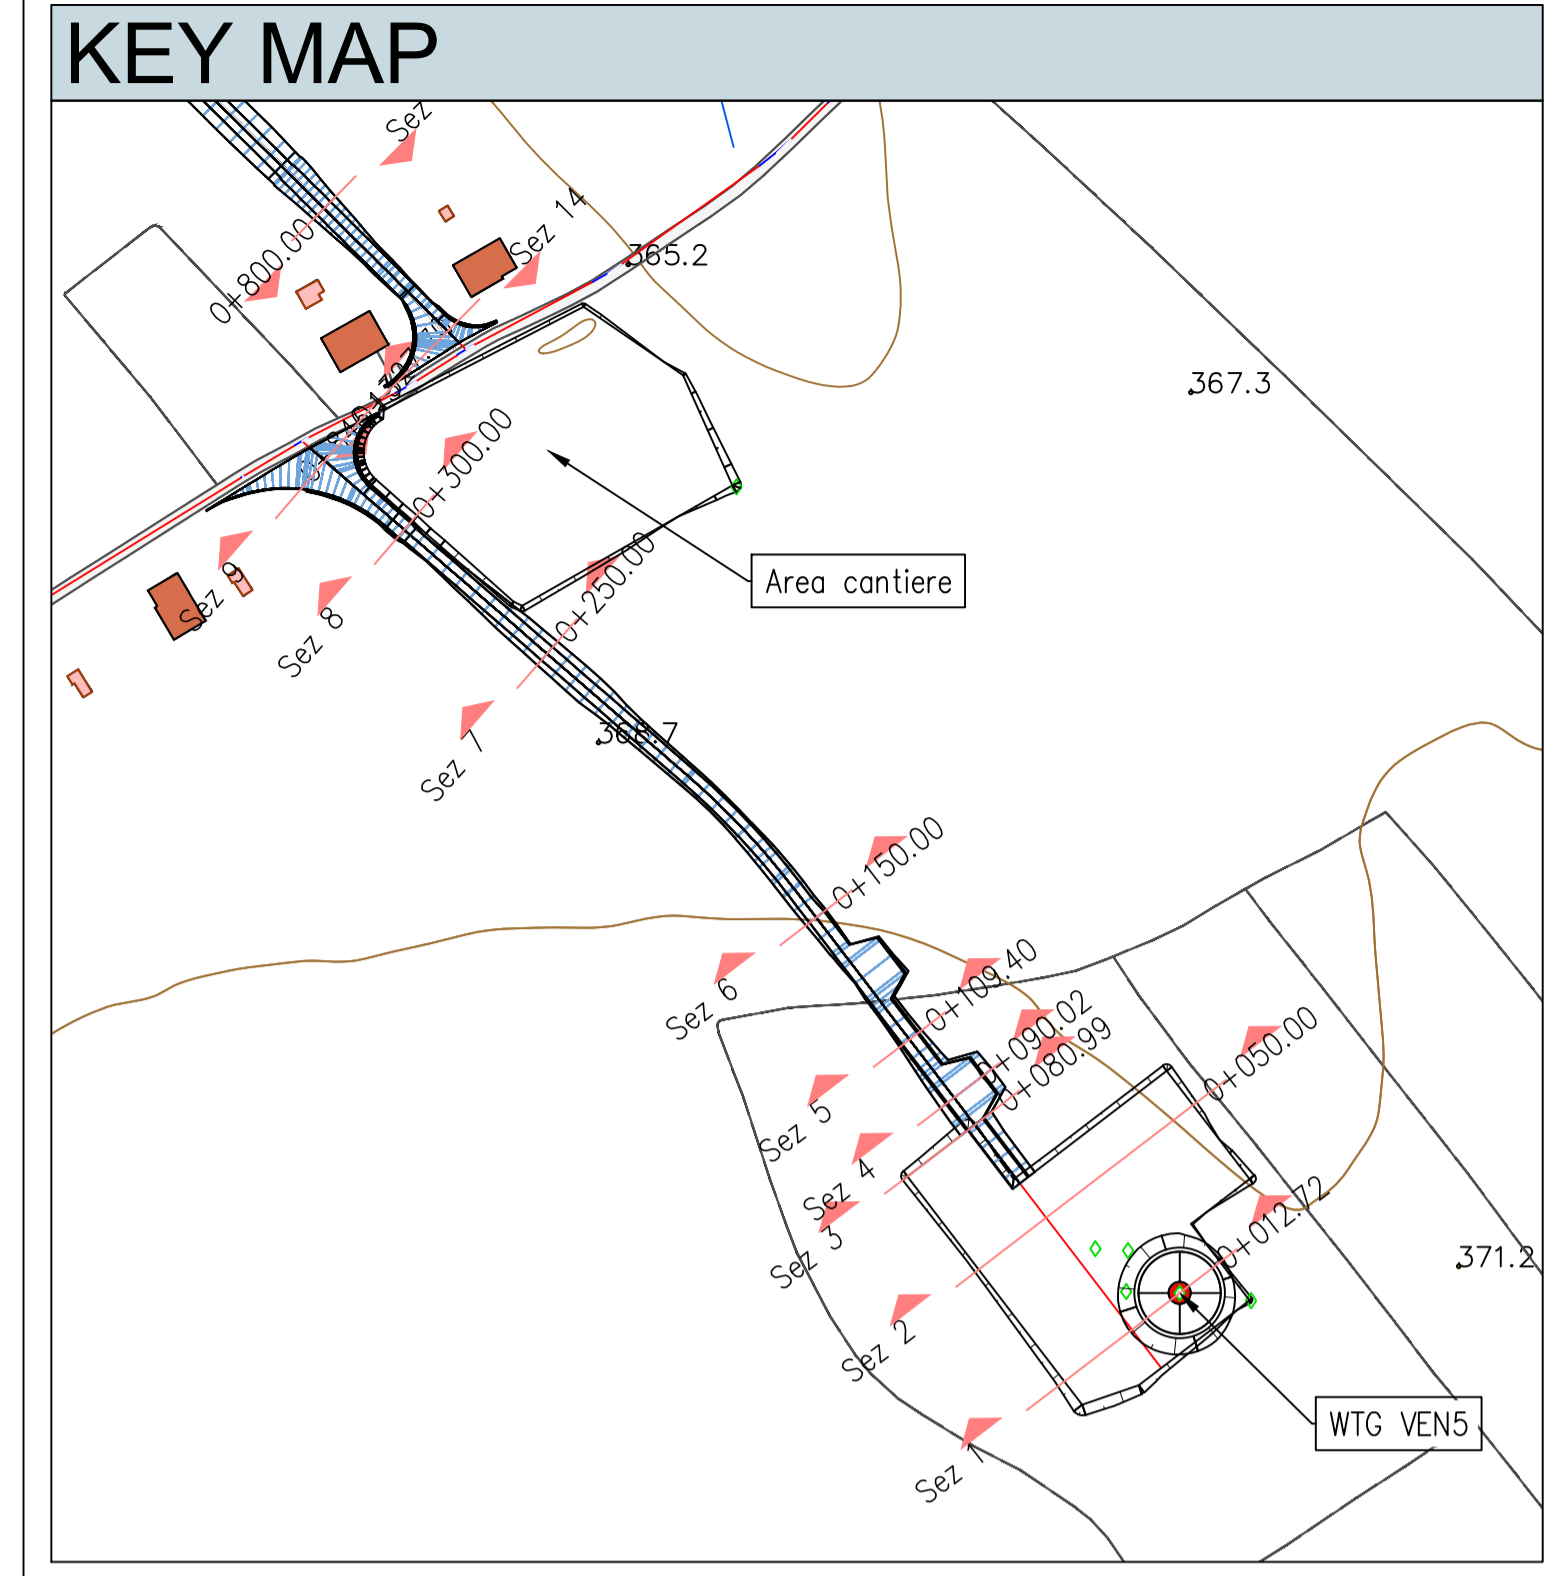 KEY MAP
Sez
Sez 14
0+800.00
365.2
367.3
0+300.00
Area cantiere
0+250.00
Sez 9
Sez 8
368.7
Sez 7
0+150.00
Sez 6
0+109.40
0+090.02
0+080.99
0+050.00
Sez 5
Sez 4
Sez 3
0+012.72
371.2
Sez 2
WTG VEN5
Sez 1